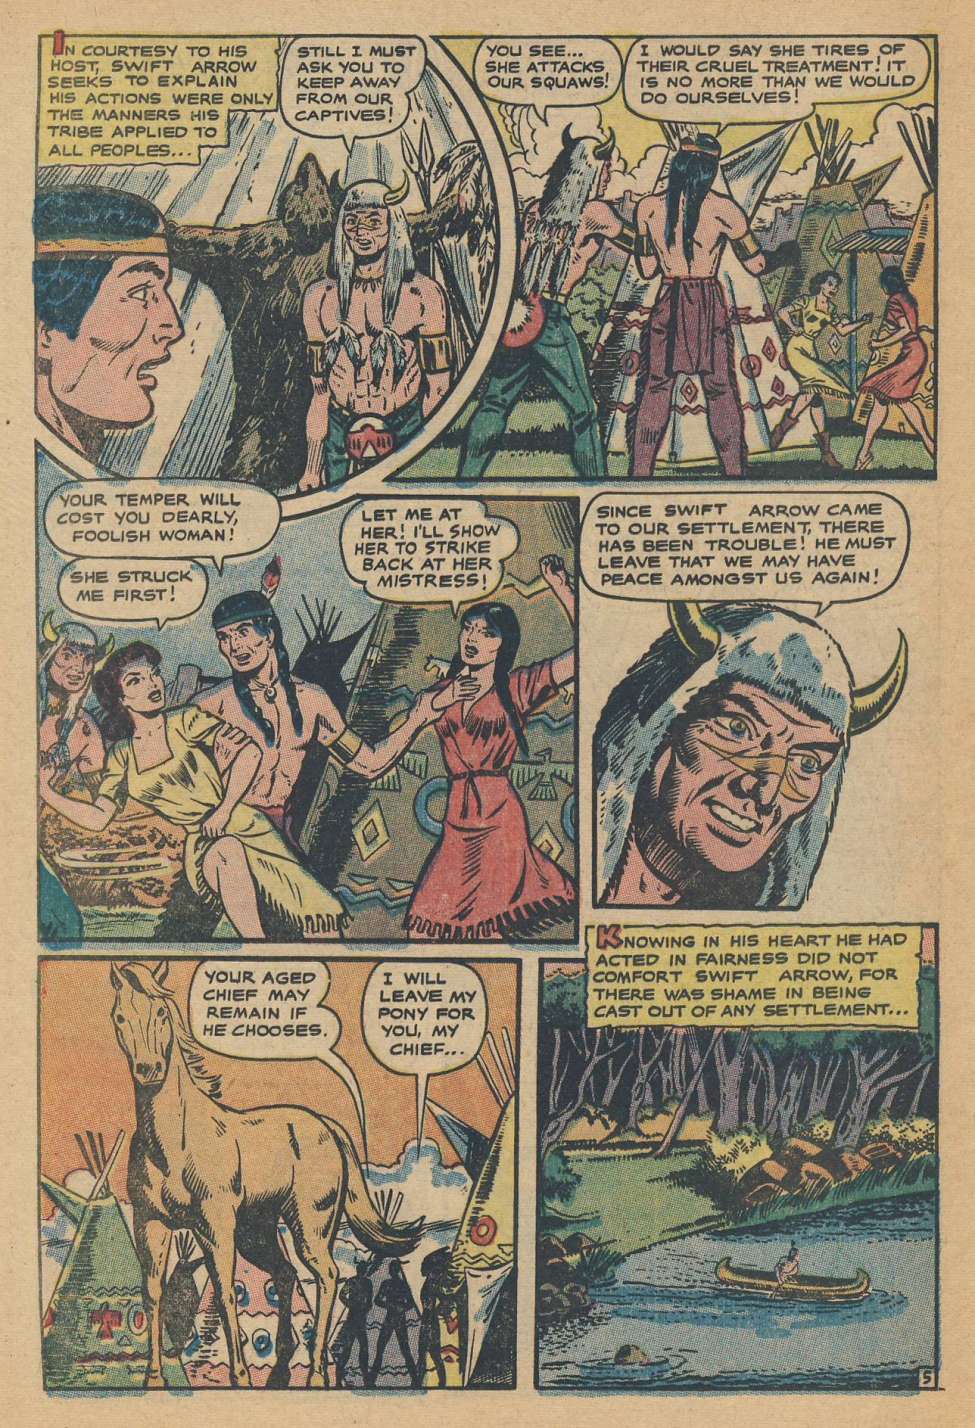 IN COURTESY TO HIS
HOST, SWIFT ARROW
SEEKS TO EXPLAIN
HIS ACTIONS WERE ONLY
THE MANNERS HIS
TRIBE APPLIED TO
ALL PEOPLES...
STILL I MUST
ASK YOU TO
KEEP AWAY
FROM OUR
CAPTIVES!
YOU SEE...
SHE ATTACKS
OUR SQUAWS!
I WOULD SAY SHE TIRES OF
THEIR CRUEL TREATMENT! IT
IS NO MORE THAN WE WOULD
DO OURSELVES!
YOUR TEMPER WILL
COST YOU DEARLY,
FOOLISH WOMAN!
SHE STRUCK
ME FIRST!
LET ME AT
HER! I'LL SHOW
HER TO STRIKE
BACK AT HER
MISTRESS!
SINCE SWIFT ARROW CAME
TO OUR SETTLEMENT, THERE
HAS BEEN TROUBLE! HE MUST
LEAVE THAT WE MAY HAVE
PEACE AMONGST US AGAIN!
YOUR AGED
CHIEF MAY
REMAIN IF
HE CHOOSES.
I WILL
LEAVE MY
PONY FOR
YOU, MY
CHIEF...
KNOWING IN HIS HEART HE HAD
ACTED IN FAIRNESS DID NOT
COMFORT SWIFT ARROW, FOR
THERE WAS SHAME IN BEING
CAST OUT OF ANY SETTLEMENT...
5